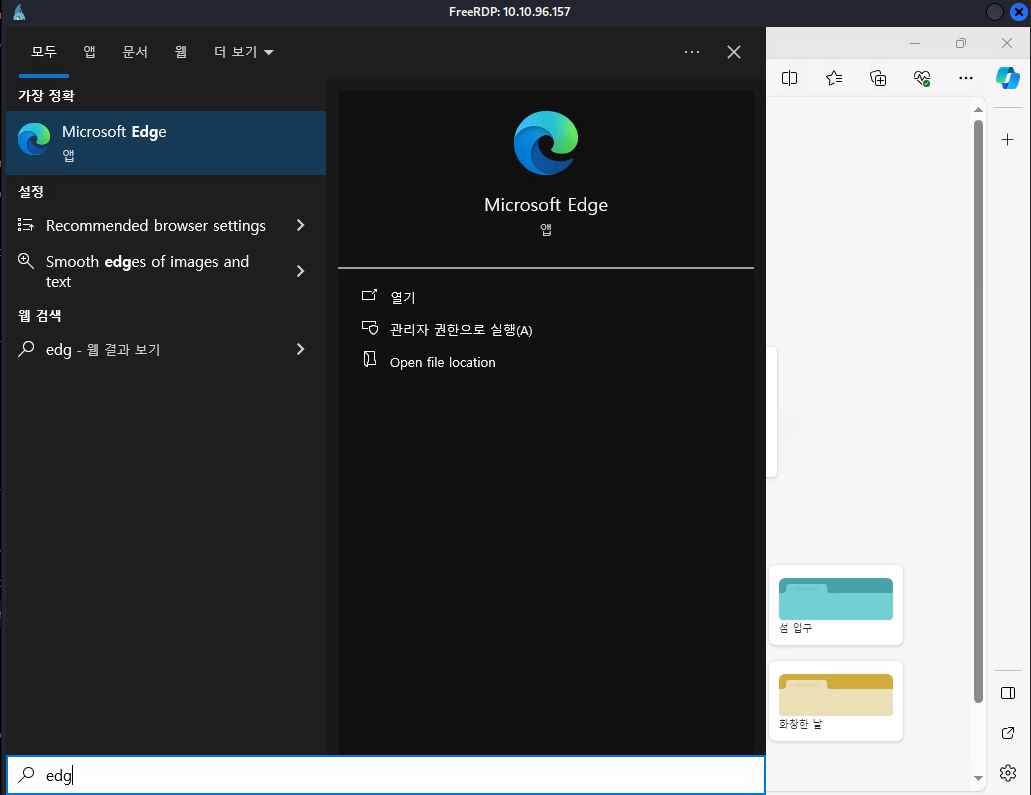 FreeRDP: 10.10.96.157
모두 앱 문서 웹 더 보기
가장 정확
Microsoft Edge
앱
설정
Recommended browser settings
Smooth edges of images and
text
웹 검색
edg - 웹 결과 보기
Microsoft Edge
앱
열기
관리자 권한으로 실행(A)
Open file location
섬 입구
화창한 날
edg